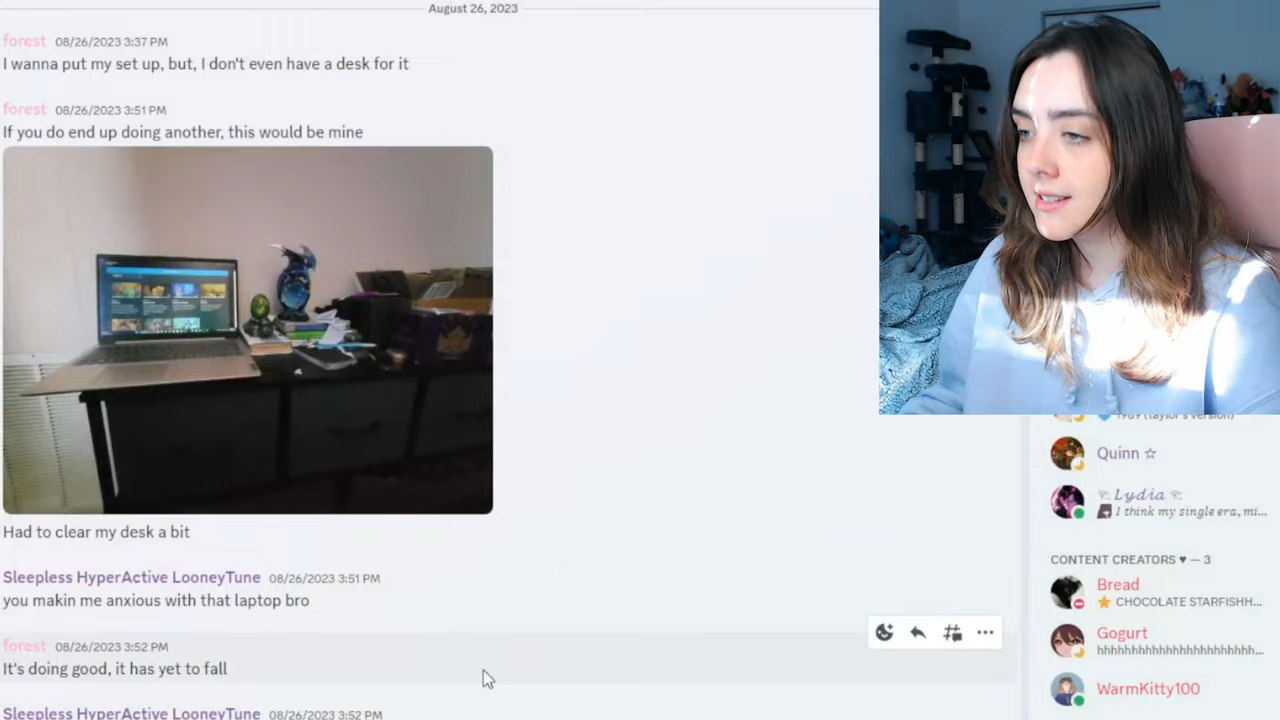 August 26, 2023
forest 08/26/2023 3:37 PM
I wanna put my set up, but, I don't even have a desk for it
forest 08/26/2023 3:51 PM
If you do end up doing another, this would be mine
Had to clear my desk a bit
Sleepless HyperActive LooneyTune 08/26/2023 3:51 PM
you makin me anxious with that laptop bro
forest 08/26/2023 3:52 PM
It's doing good, it has yet to fall
Sleepless HyperActive LooneyTune 08/26/2023 3:52 PM
1989 (taylor's version)
Quinn ☆
Lydia
I think my single era, mi...
CONTENT CREATORS ♥ — 3
Bread
CHOCOLATE STARFISHH...
Gogurt
hhhhhhhhhhhhhhhhhhhhhhh...
WarmKitty100